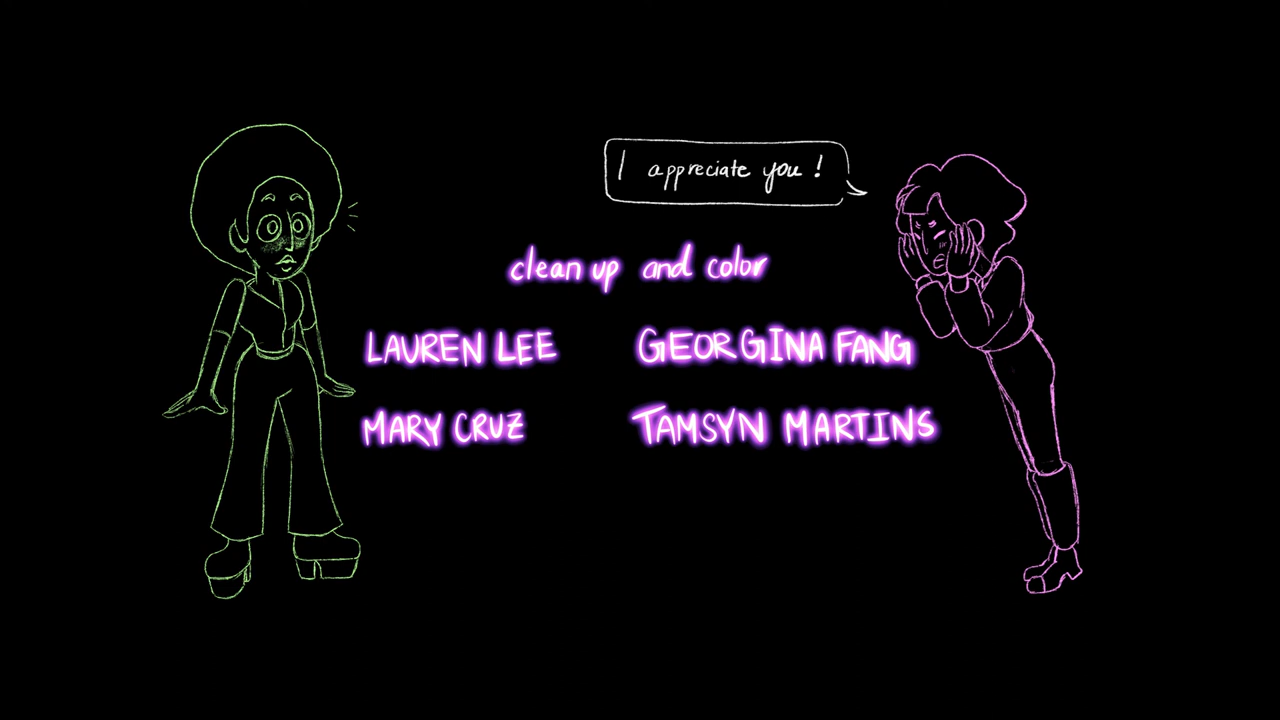 I appreciate you!
clean up and color
LAUREN LEE GEORGINA FANG
MARY CRUZ TAMSYN MARTINS